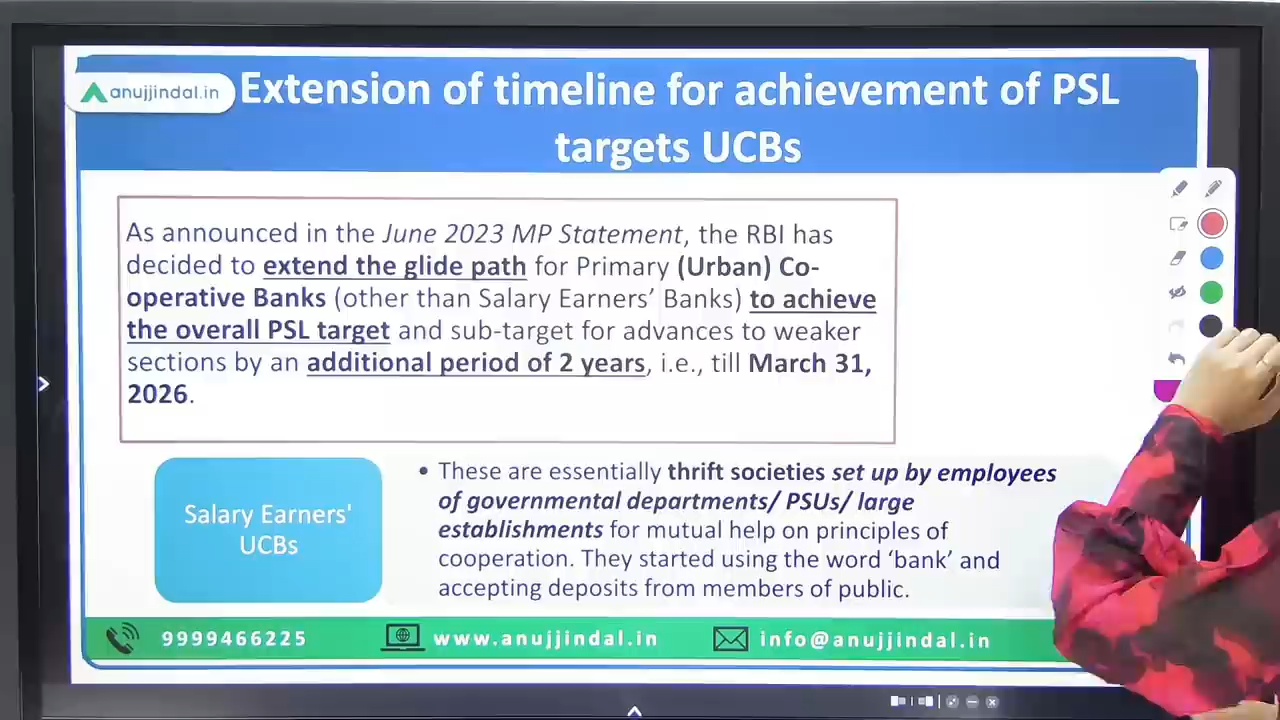 anujjindal.in
Extension of timeline for achievement of PSL
targets UCBs
As announced in the June 2023 MP Statement, the RBI has
decided to extend the glide path for Primary (Urban) Co-
operative Banks (other than Salary Earners’ Banks) to achieve
the overall PSL target and sub-target for advances to weaker
sections by an additional period of 2 years, i.e., till March 31,
2026.
Salary Earners'
UCBs
• These are essentially thrift societies set up by employees
of governmental departments/ PSUs/ large
establishments for mutual help on principles of
cooperation. They started using the word ‘bank’ and
accepting deposits from members of public.
9999466225
www.anujjindal.in
info@anujjindal.in